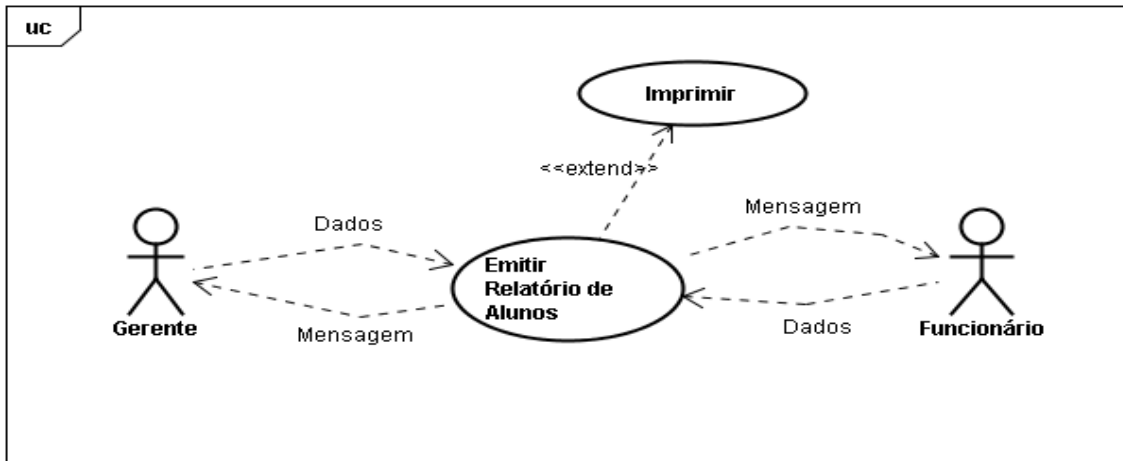 uc
Imprimir
<<extend>>
Mensagem
Dados
Emitir
Relatório de
Alunos
Gerente
Mensagem
Dados
Funcionário